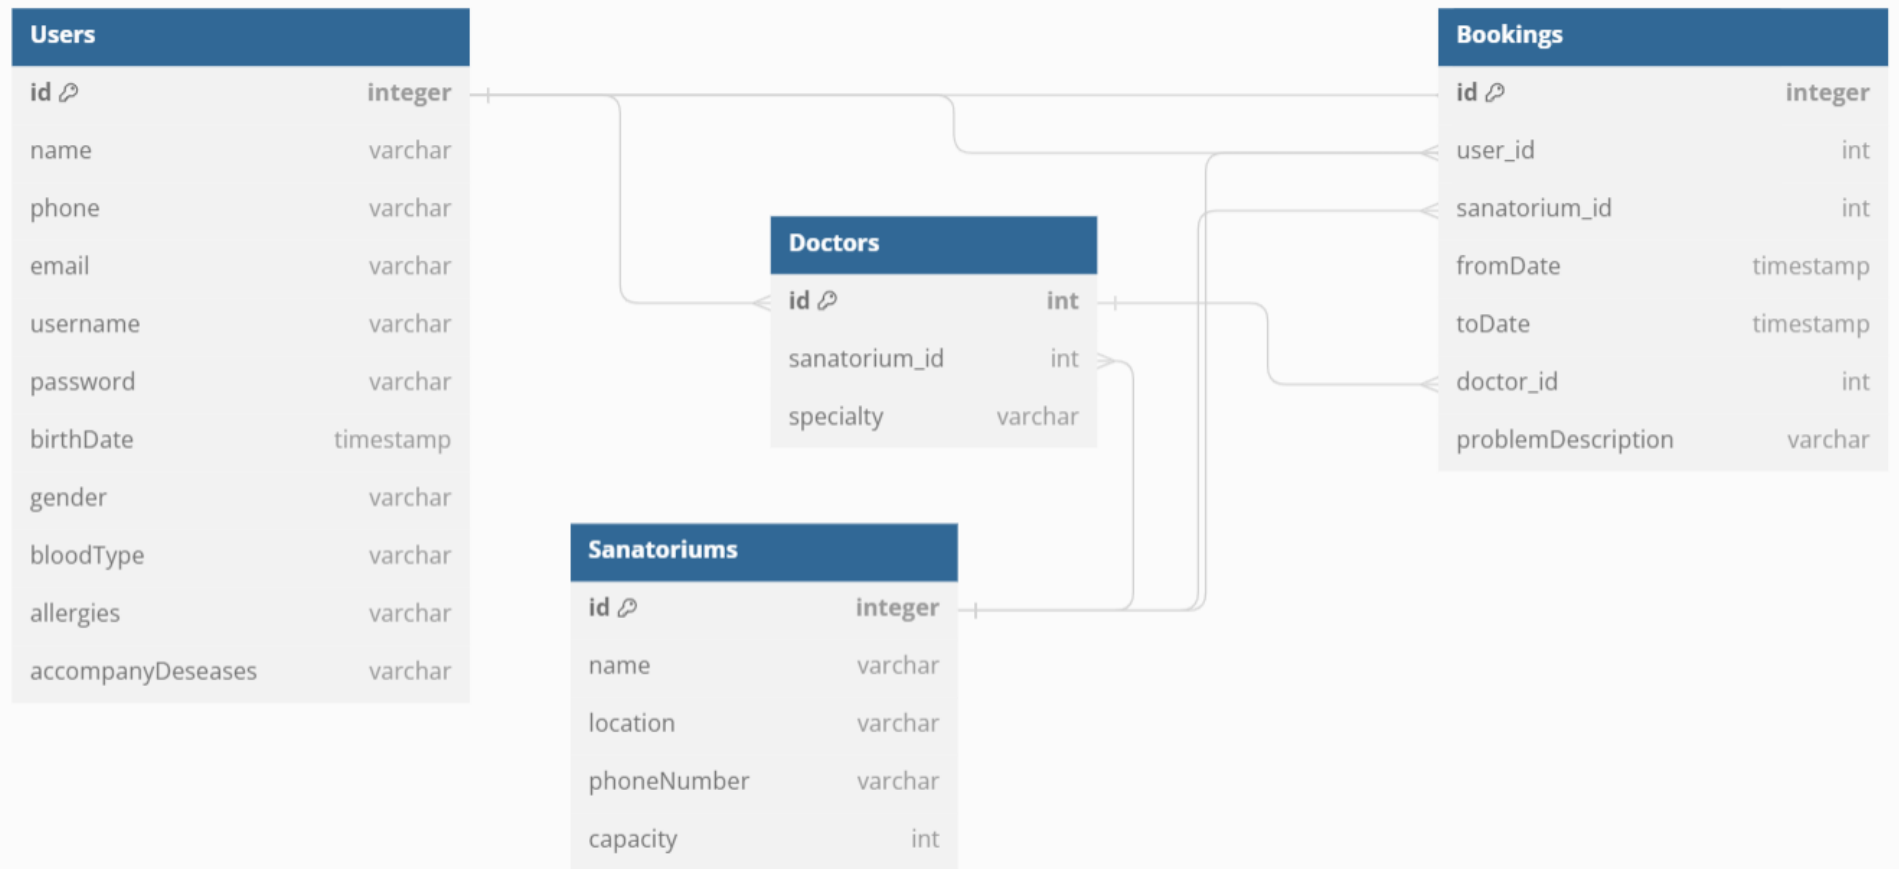 Users
id integer
name varchar
phone varchar
email varchar
username varchar
password varchar
birthDate timestamp
gender varchar
bloodType varchar
allergies varchar
accompanyDeseases varchar
Doctors
id int
sanatorium_id int
specialty varchar
Sanatoriums
id integer
name varchar
location varchar
phoneNumber varchar
capacity int
Bookings
id integer
user_id int
sanatorium_id int
fromDate timestamp
toDate timestamp
doctor_id int
problemDescription varchar